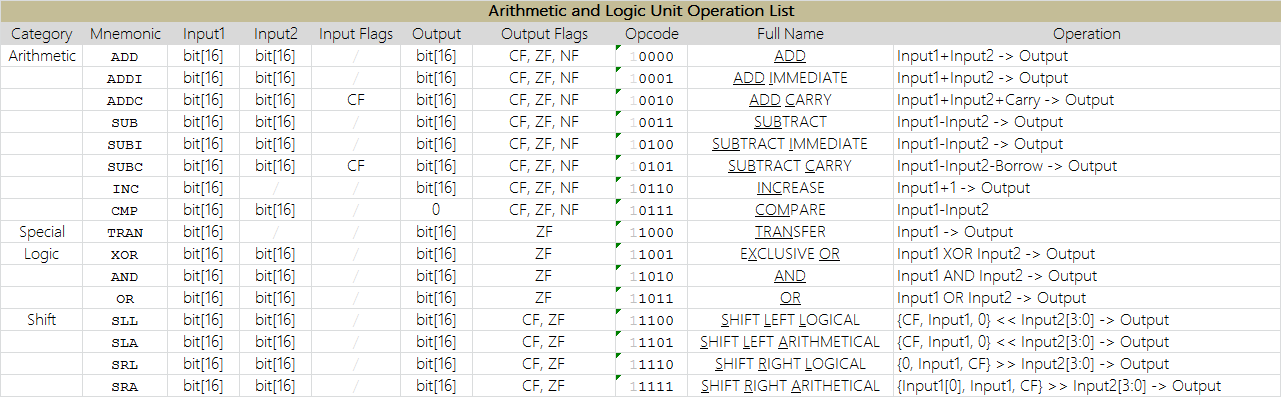 Arithmetic and Logic Unit Operation List
Category Mnemonic Input1 Input2 Input Flags Output Output Flags Opcode Full Name Operation
Arithmetic ADD bit[16] bit[16] / bit[16] CF, ZF, NF 10000 ADD Input1+Input2 -> Output
ADDI bit[16] bit[16] / bit[16] CF, ZF, NF 10001 ADD IMMEDIATE Input1+Input2 -> Output
ADDC bit[16] bit[16] CF bit[16] CF, ZF, NF 10010 ADD CARRY Input1+Input2+Carry -> Output
SUB bit[16] bit[16] / bit[16] CF, ZF, NF 10011 SUBTRACT Input1-Input2 -> Output
SUBI bit[16] bit[16] / bit[16] CF, ZF, NF 10100 SUBTRACT IMMEDIATE Input1-Input2 -> Output
SUBC bit[16] bit[16] CF bit[16] CF, ZF, NF 10101 SUBTRACT CARRY Input1-Input2-Borrow -> Output
INC bit[16] / / bit[16] CF, ZF, NF 10110 INCREASE Input1+1 -> Output
CMP bit[16] bit[16] / 0 CF, ZF, NF 10111 COMPARE Input1-Input2
Special TRAN bit[16] / / bit[16] ZF 11000 TRANSFER Input1 -> Output
Logic XOR bit[16] bit[16] / bit[16] ZF 11001 EXCLUSIVE OR Input1 XOR Input2 -> Output
AND bit[16] bit[16] / bit[16] ZF 11010 AND Input1 AND Input2 -> Output
OR bit[16] bit[16] / bit[16] ZF 11011 OR Input1 OR Input2 -> Output
Shift SLL bit[16] bit[16] / bit[16] CF, ZF 11100 SHIFT LEFT LOGICAL {CF, Input1, 0} << Input2[3:0] -> Output
SLA bit[16] bit[16] / bit[16] CF, ZF 11101 SHIFT LEFT ARITHMETICAL {CF, Input1, 0} << Input2[3:0] -> Output
SRL bit[16] bit[16] / bit[16] CF, ZF 11110 SHIFT RIGHT LOGICAL {0, Input1, CF} >> Input2[3:0] -> Output
SRA bit[16] bit[16] / bit[16] CF, ZF 11111 SHIFT RIGHT ARITHETICAL {Input1[0], Input1, CF} >> Input2[3:0] -> Output